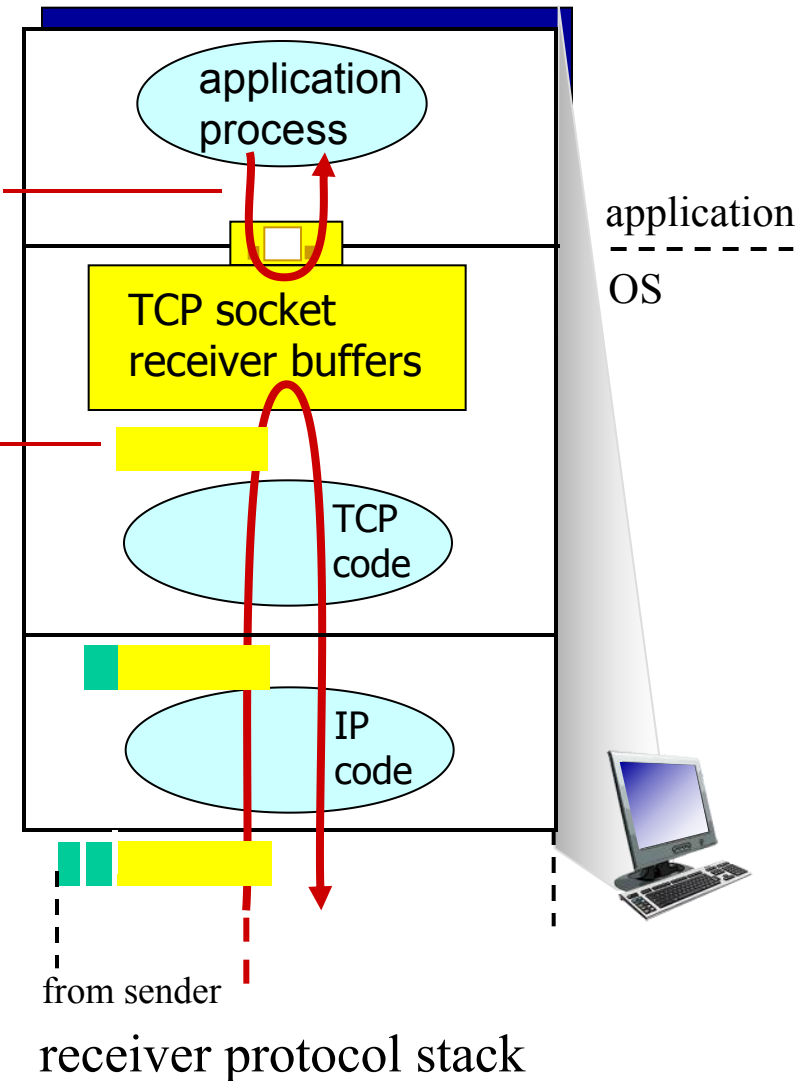 application
process
application
OS
TCP socket
receiver buffers
TCP
code
IP
code
from sender
receiver protocol stack